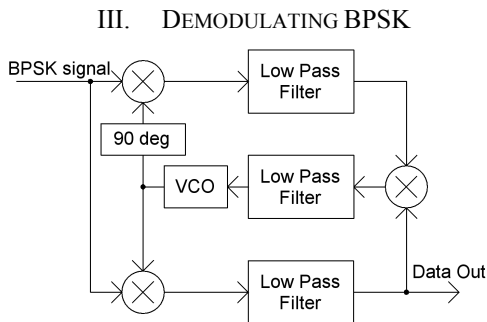 III. DEMODULATING BPSK
BPSK signal
Low Pass
Filter
90 deg
VCO
Low Pass
Filter
Low Pass
Filter
Data Out